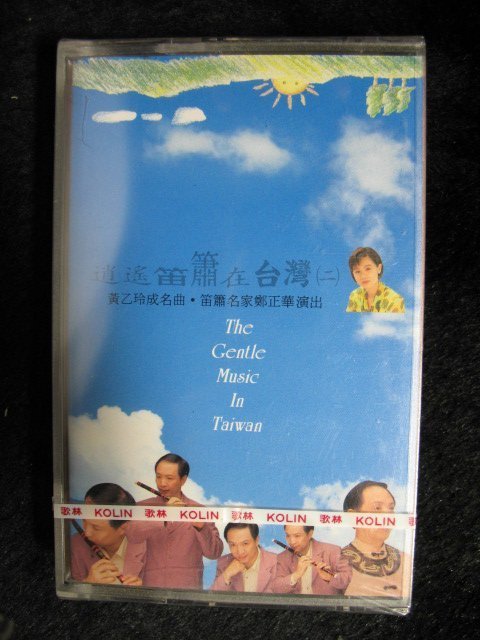 逍遙笛簫在台灣(二)
黃乙玲成名曲・笛簫名家鄭正華演出
The
Gentle
Music
In
Taiwan
歌林 KOLIN 歌林 KOLIN 歌林 KOLIN 歌林 KOLIN